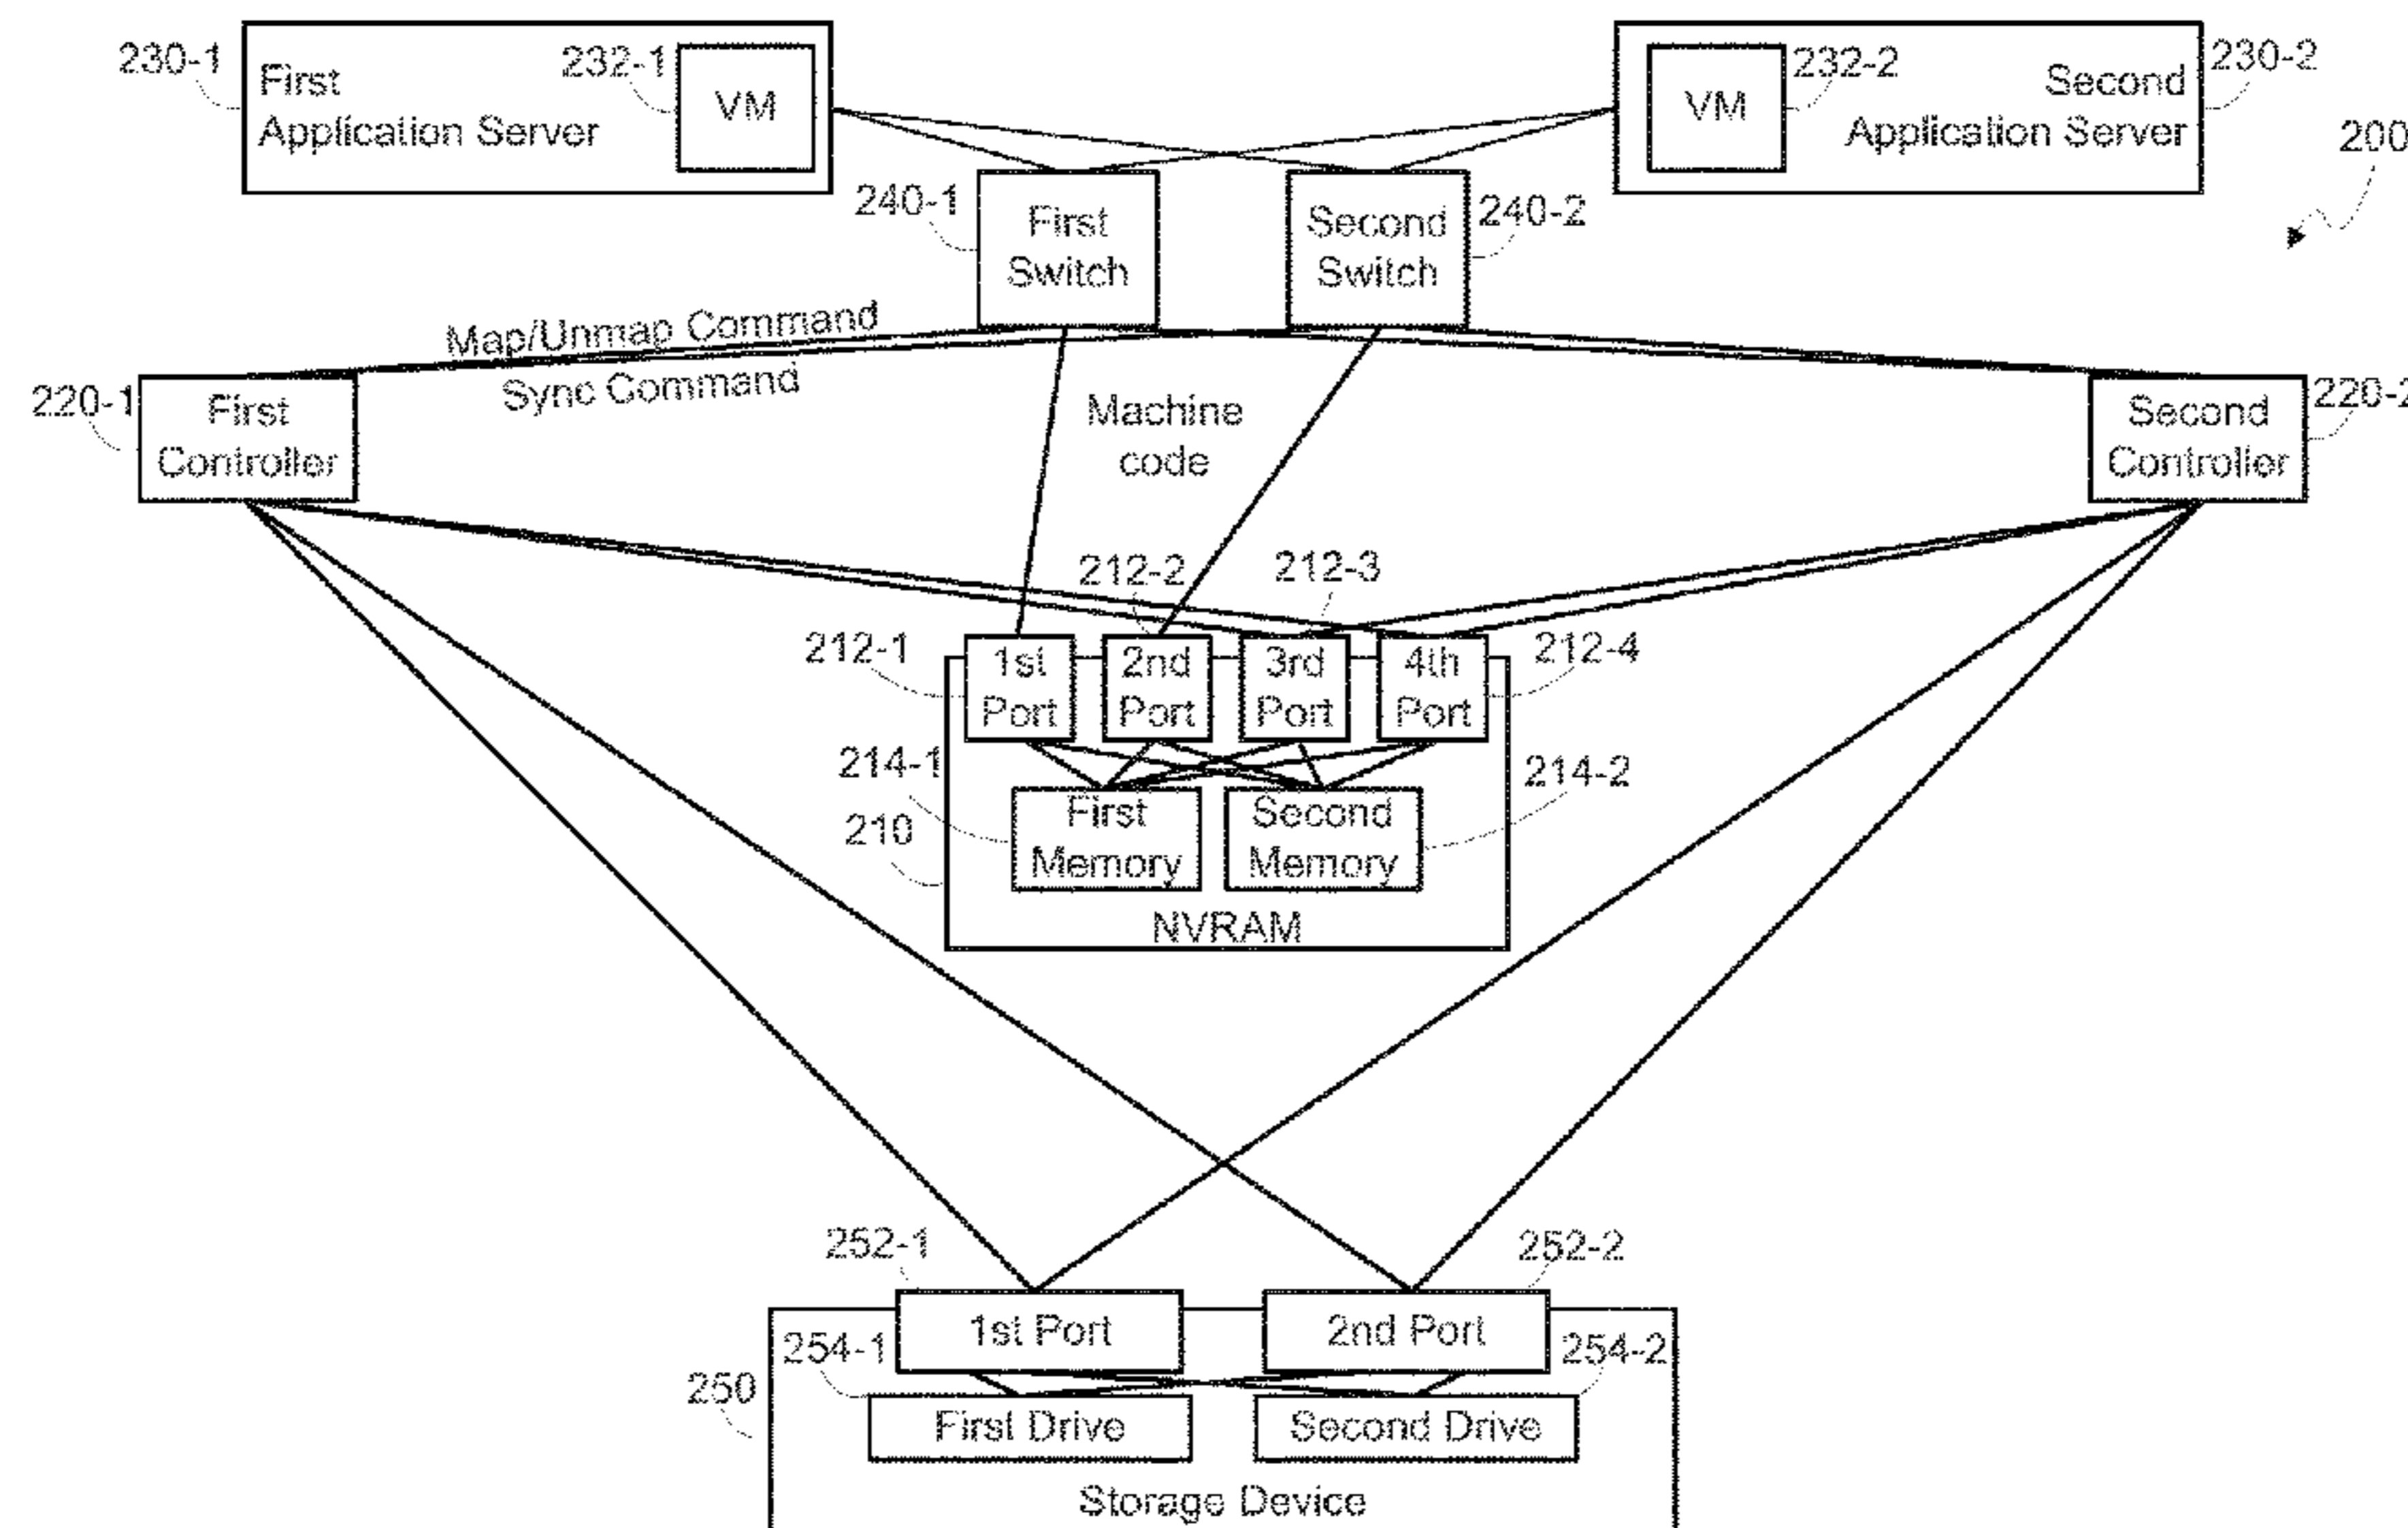 230-1
First
Application Server
232-1
VM
VM
232-2
Second
Application Server
230-2
200
240-1
First
Switch
Second
Switch
240-2
Map/Unmap Command
Sync Command
220-1
First
Controller
Machine
code
Second
Controller
220-2
212-2
212-3
212-1
1st
Port
2nd
Port
3rd
Port
4th
Port
212-4
214-1
214-2
210
First
Memory
Second
Memory
NVRAM
252-1
252-2
1st Port
2nd Port
254-1
254-2
250
First Drive
Second Drive
Storage Device